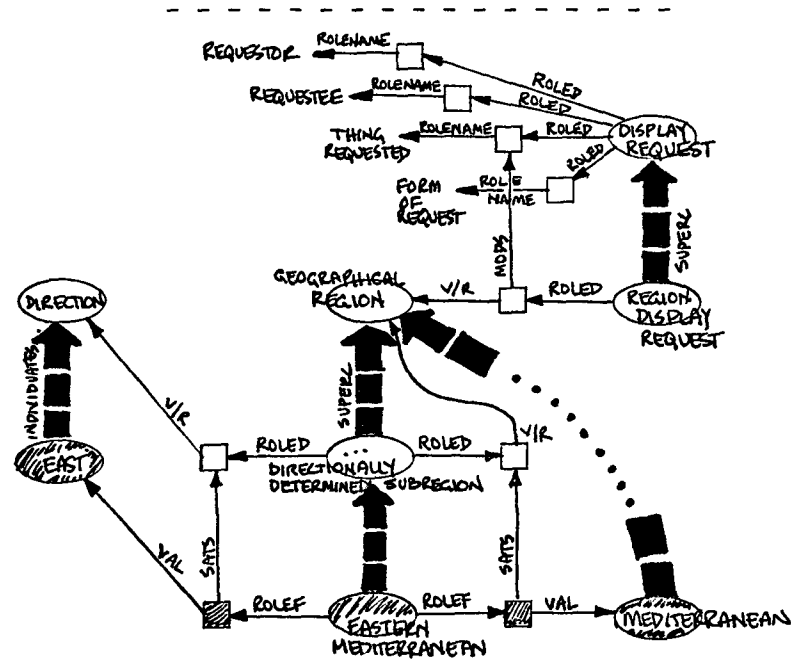 REQUESTOR
ROLENAME
ROLED
REQUESTEE
ROLENAME
ROLED
THING
REQUESTED
ROLENAME
ROLED
DISPLAY
REQUEST
FORM
OF
REQUEST
ROLE
NAME
ROLED
MODS
SUPERC
DIRECTION
GEOGRAPHICAL
REGION
V/R
ROLED
REGION
DISPLAY
REQUEST
INDIVIDUATES
V/R
SUPERC
V/R
EAST
ROLED
ROLED
DIRECTIONALLY
DETERMINED SUBREGION
VAL
SATS
SATS
ROLEF
ROLEF
VAL
EASTERN
MEDITERRANEAN
MEDITERRANEAN